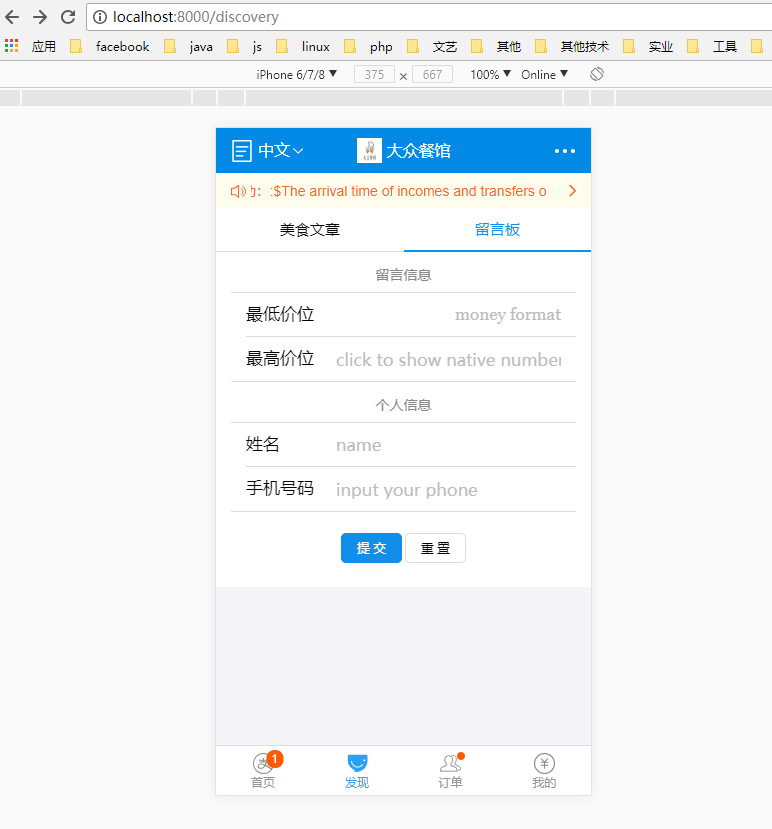 localhost:8000/discovery
应用 facebook java js linux php 文艺 其他 其他技术 实业 工具
iPhone 6/7/8 ▼ 375 × 667 100% ▼ Online ▼
中文 大众餐馆 •••
:$The arrival time of incomes and transfers o
美食文章 留言板
留言信息
最低价位 money format
最高价位 click to show native number
个人信息
姓名 name
手机号码 input your phone
提交 重置
1
首页 发现 订单 我的